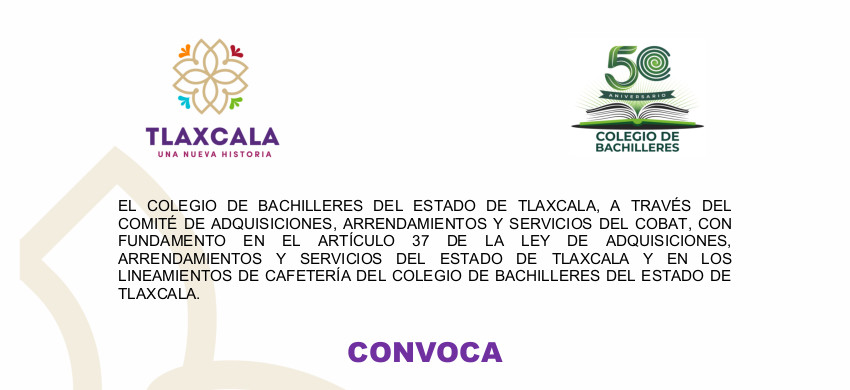 TLAXCALA
UNA NUEVA HISTORIA
50
ANIVERSARIO
COLEGIO DE
BACHILLERES
EL COLEGIO DE BACHILLERES DEL ESTADO DE TLAXCALA, A TRAVÉS DEL
COMITÉ DE ADQUISICIONES, ARRENDAMIENTOS Y SERVICIOS DEL COBAT, CON
FUNDAMENTO EN EL ARTÍCULO 37 DE LA LEY DE ADQUISICIONES,
ARRENDAMIENTOS Y SERVICIOS DEL ESTADO DE TLAXCALA Y EN LOS
LINEAMIENTOS DE CAFETERÍA DEL COLEGIO DE BACHILLERES DEL ESTADO DE
TLAXCALA.
CONVOCA